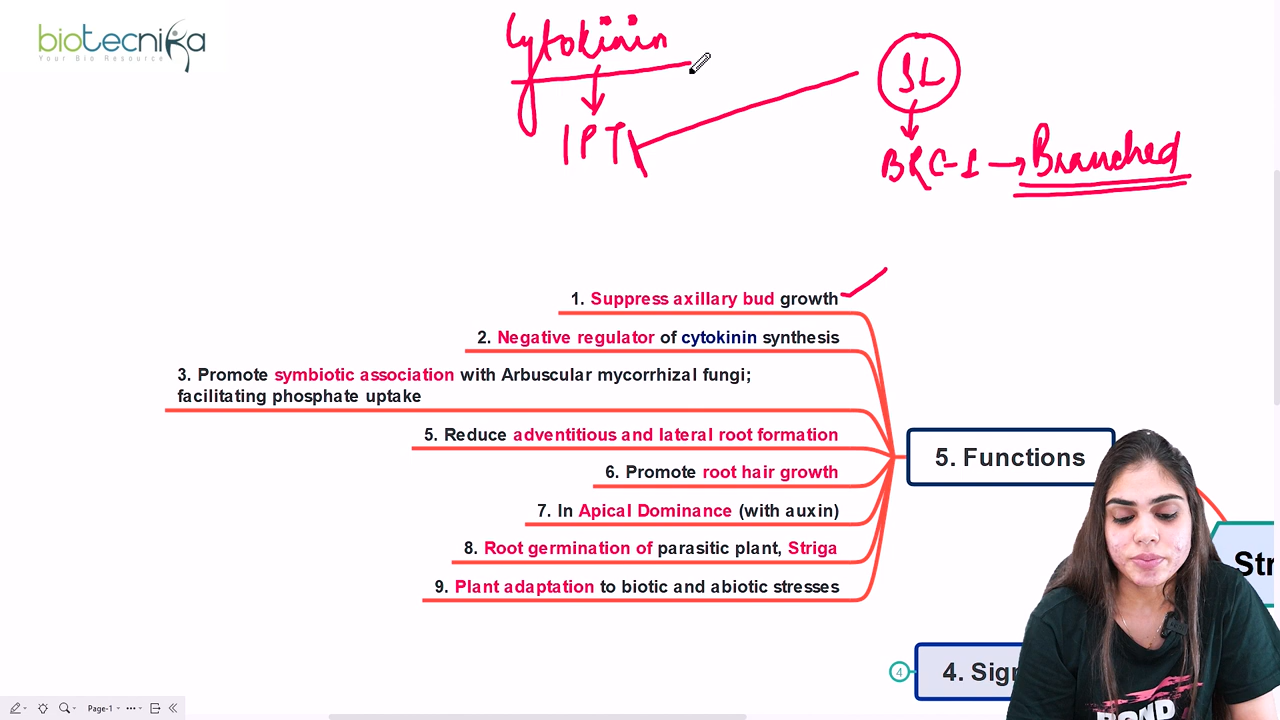 biotecnika
Your Bio Resource
Cytokinin
IPT
SL
BRC-1 → Branched
1. Suppress axillary bud growth
2. Negative regulator of cytokinin synthesis
3. Promote symbiotic association with Arbuscular mycorrhizal fungi;
facilitating phosphate uptake
5. Reduce adventitious and lateral root formation
6. Promote root hair growth
7. In Apical Dominance (with auxin)
8. Root germination of parasitic plant, Striga
9. Plant adaptation to biotic and abiotic stresses
5. Functions
Str
4
4. Sign
Page-1
BOND